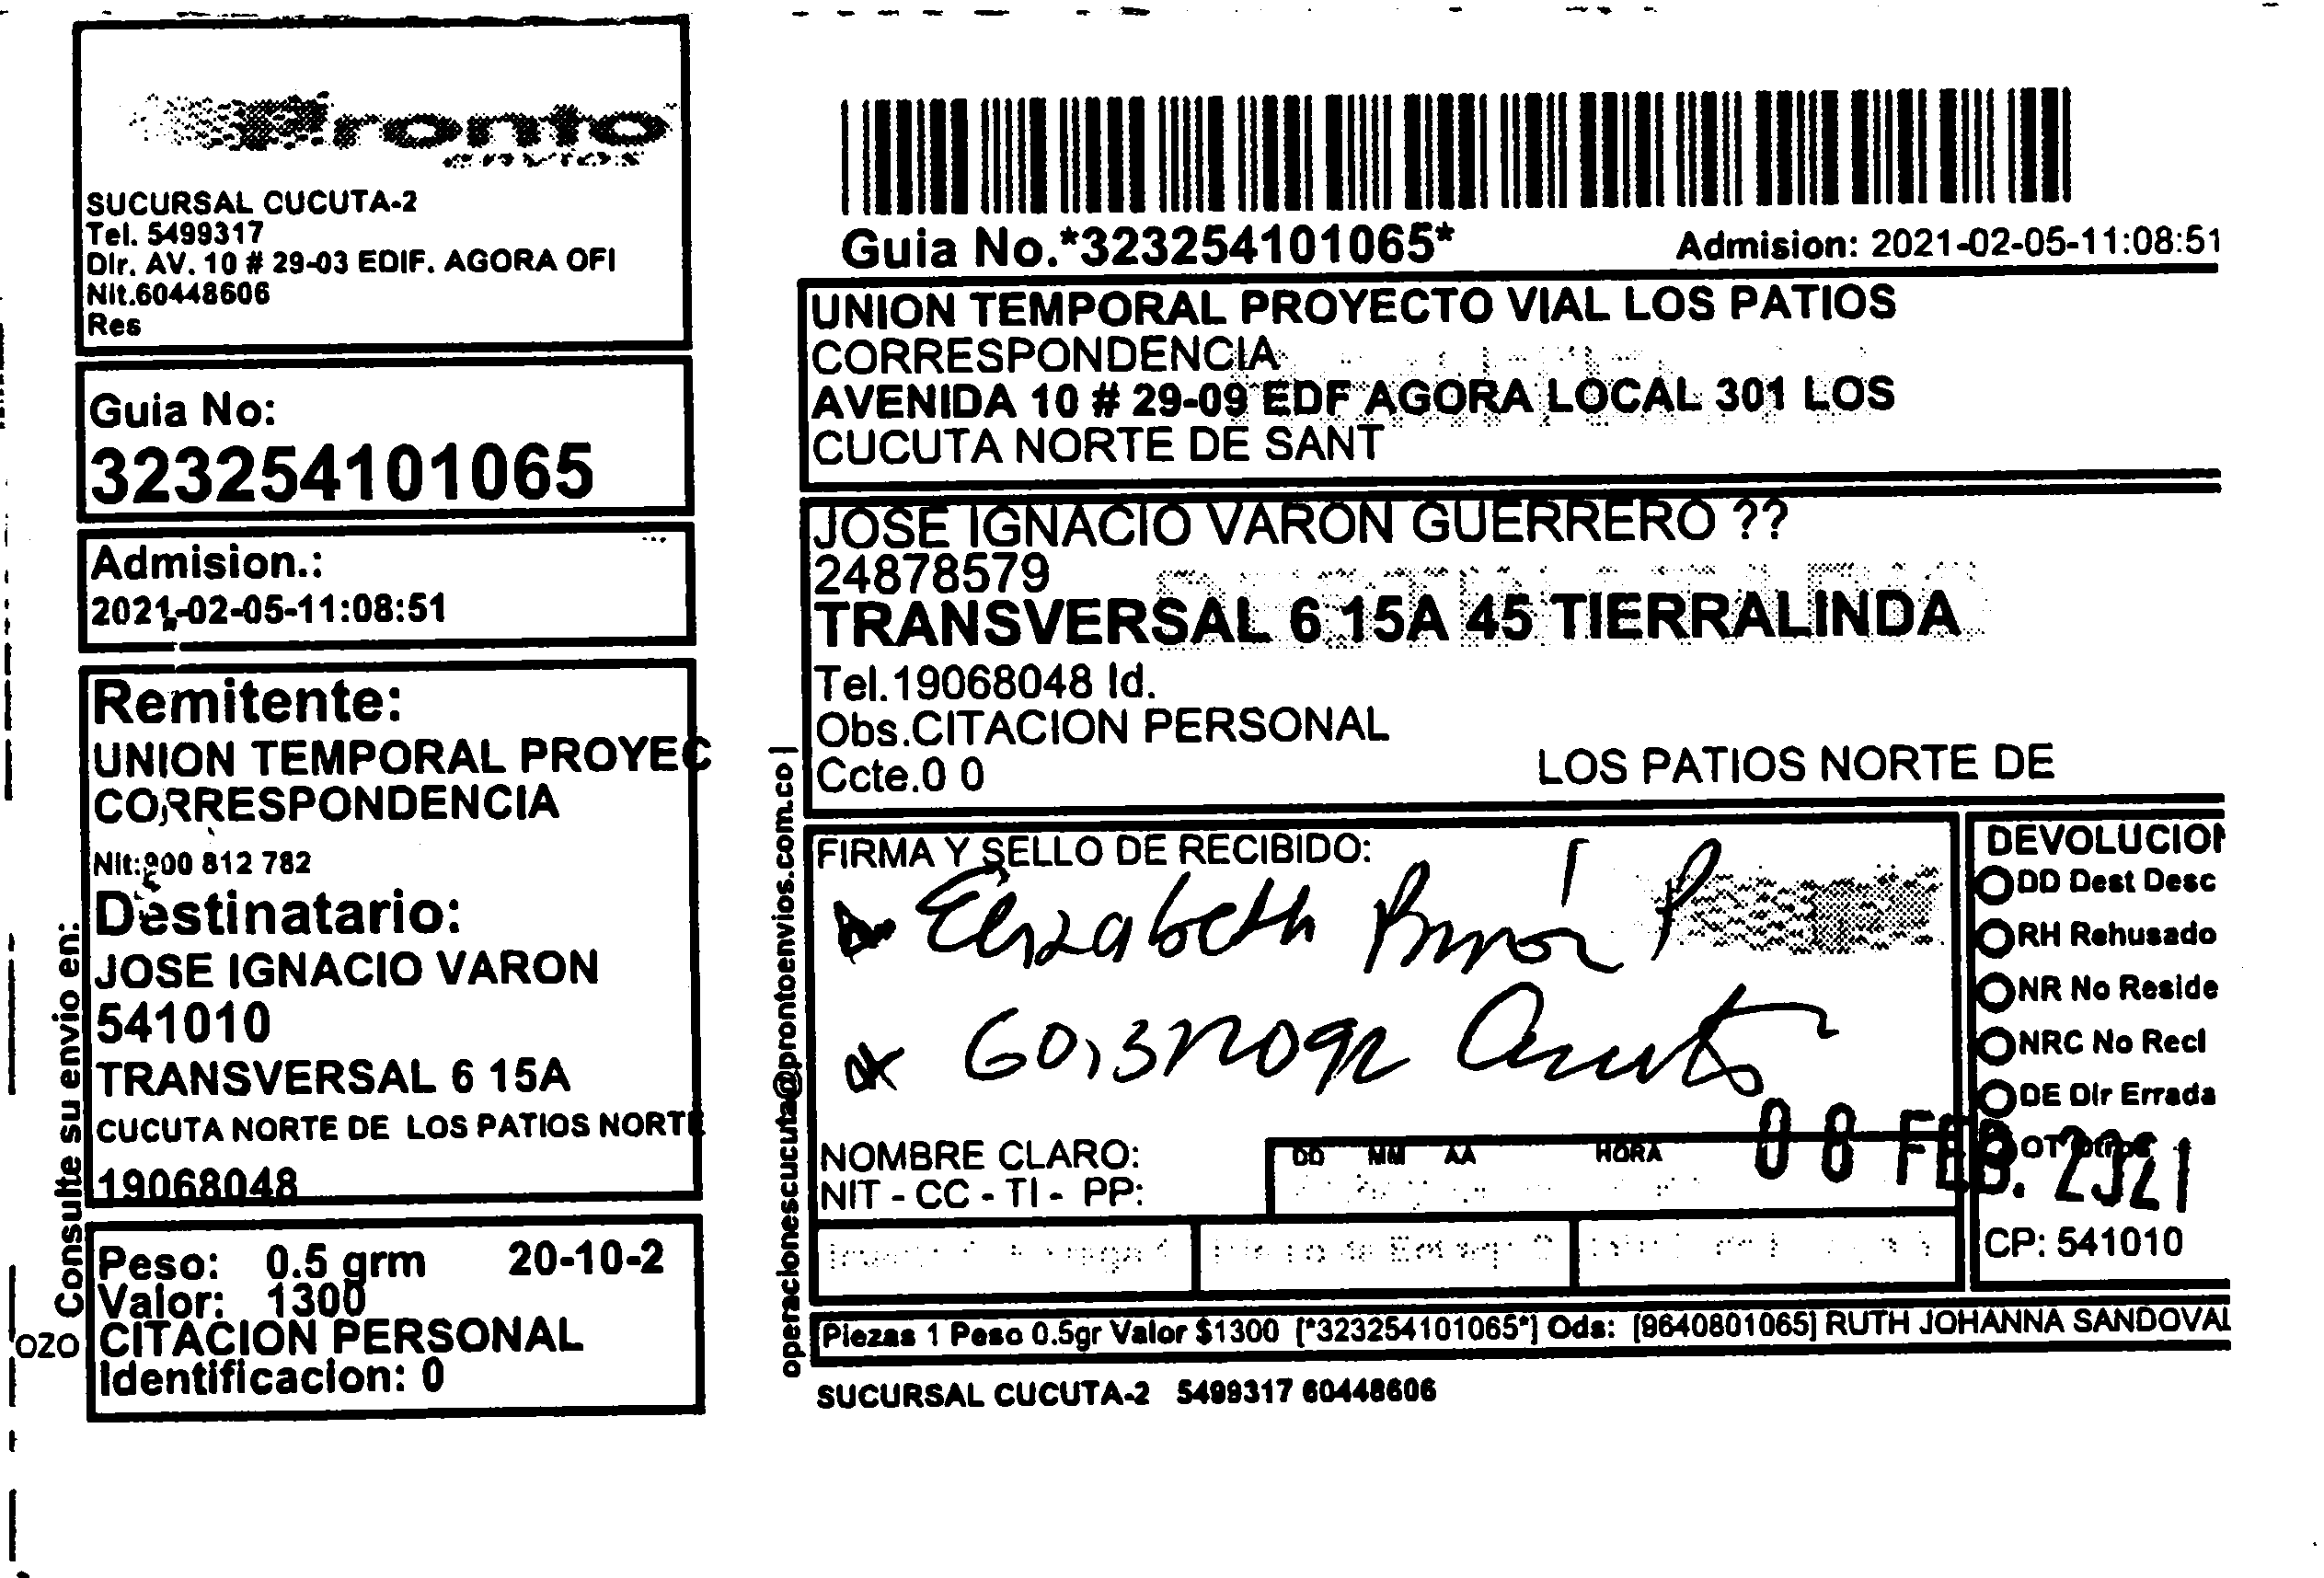 Pronto
envios
SUCURSAL CUCUTA-2
Tel. 5499317
Dir. AV. 10 # 29-03 EDIF. AGORA OFI
Nit.60448606
Res
Guia No:
323254101065
Admision.:
2021-02-05-11:08:51
Remitente:
UNION TEMPORAL PROYEC
CORRESPONDENCIA
Nit:900 812 782
Destinatario:
JOSE IGNACIO VARON
541010
TRANSVERSAL 6 15A
CUCUTA NORTE DE LOS PATIOS NORTE
19068048
Peso: 0.5 grm 20-10-2
Valor: 1300
CITACION PERSONAL
Identificacion: 0
Consulte su envio en:
ozo
operacionescucuta@prontoenvios.com.co |
Guia No.*323254101065*
Admision: 2021-02-05-11:08:51
UNION TEMPORAL PROYECTO VIAL LOS PATIOS
CORRESPONDENCIA
AVENIDA 10 # 29-09 EDF AGORA LOCAL 301 LOS
CUCUTA NORTE DE SANT
JOSE IGNACIO VARON GUERRERO ??
24878579
TRANSVERSAL 6 15A 45 TIERRALINDA
Tel.19068048 Id.
Obs.CITACION PERSONAL
Ccte.0 0
LOS PATIOS NORTE DE
FIRMA Y SELLO DE RECIBIDO:
Elizabeth
NOMBRE CLARO:
NIT - CC - TI - PP:
DD MM AA HORA
08 FEB. 2021
DEVOLUCION
DD Dest Desc
RH Rehusado
NR No Reside
NRC No Recl
DE Dir Errada
OT Otros
CP: 541010
Piezas 1 Peso 0.5gr Valor $1300 [*323254101065*] Ods: [9640801065] RUTH JOHANNA SANDOVAL
SUCURSAL CUCUTA-2 5499317 60448606